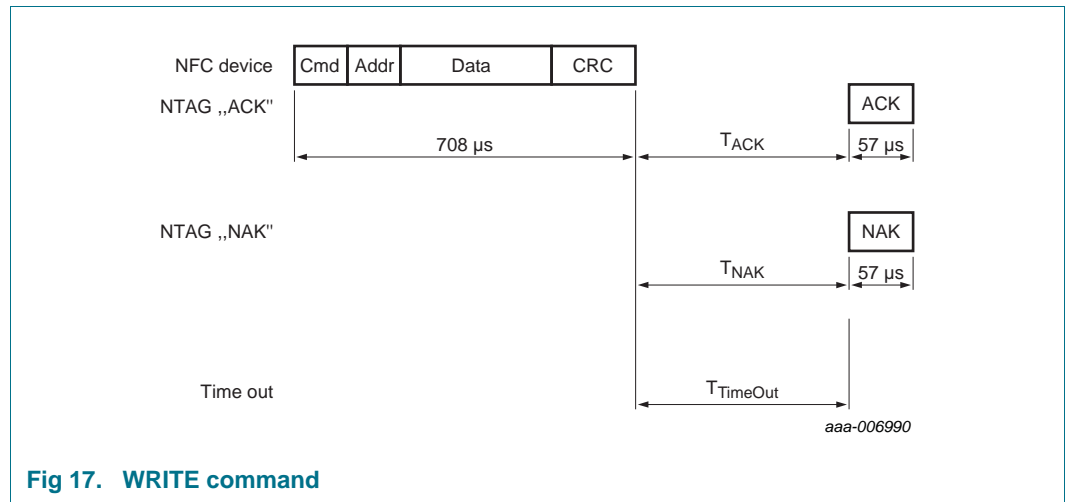 NFC device Cmd Addr Data CRC
NTAG ,,ACK" ACK
708 µs TACK 57 µs
NTAG ,,NAK" NAK
TNAK 57 µs
Time out TTimeOut
aaa-006990
Fig 17. WRITE command